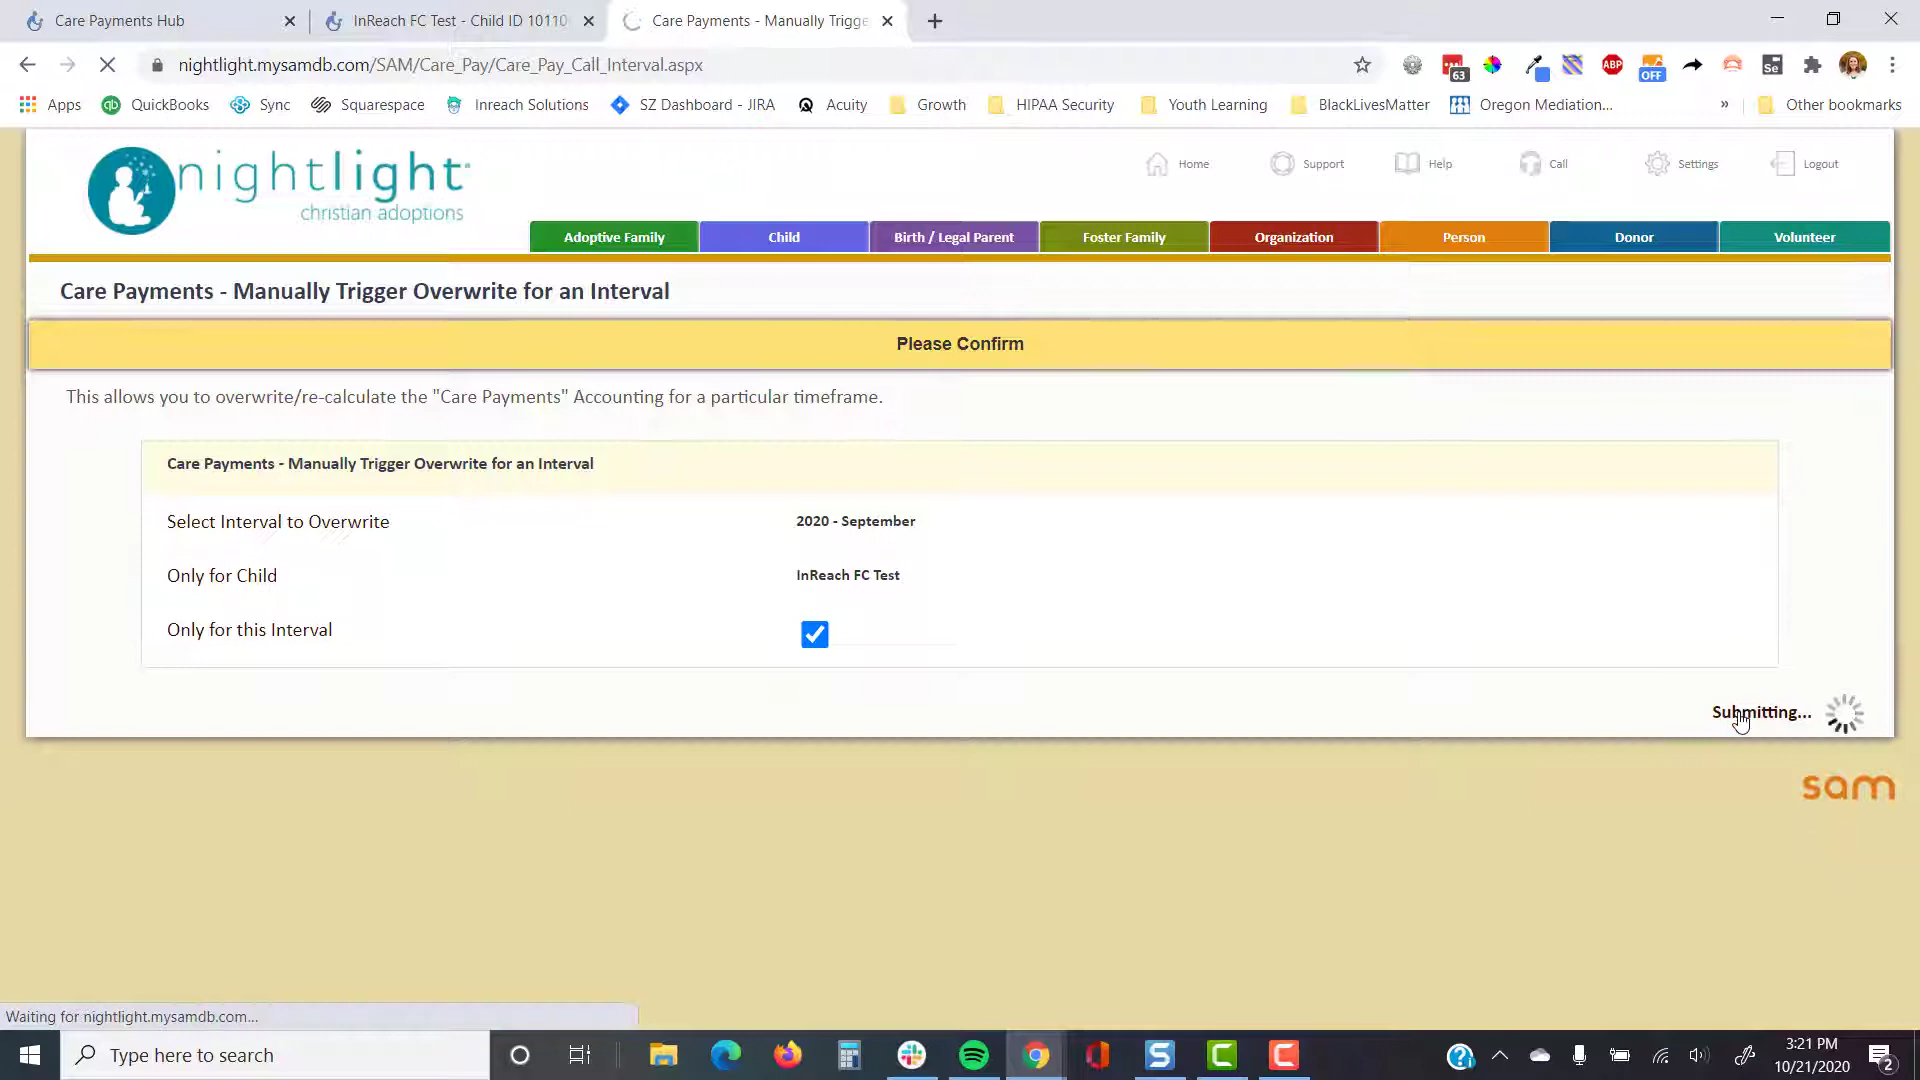 Care Payments Hub
InReach FC Test - Child ID 10110
Care Payments - Manually Trigge
nightlight.mysamdb.com/SAM/Care_Pay/Care_Pay_Call_Interval.aspx
63
ABP
OFF
Se
Apps
QuickBooks
Sync
Squarespace
Inreach Solutions
SZ Dashboard - JIRA
Acuity
Growth
HIPAA Security
Youth Learning
BlackLivesMatter
Oregon Mediation...
»
Other bookmarks
nightlight
christian adoptions
Home
Support
Help
Call
Settings
Logout
Adoptive Family
Child
Birth / Legal Parent
Foster Family
Organization
Person
Donor
Volunteer
Care Payments - Manually Trigger Overwrite for an Interval
Please Confirm
This allows you to overwrite/re-calculate the "Care Payments" Accounting for a particular timeframe.
Care Payments - Manually Trigger Overwrite for an Interval
Select Interval to Overwrite
2020 - September
Only for Child
InReach FC Test
Only for this Interval
Submitting...
sam
Waiting for nightlight.mysamdb.com...
Type here to search
3:21 PM
10/21/2020
2